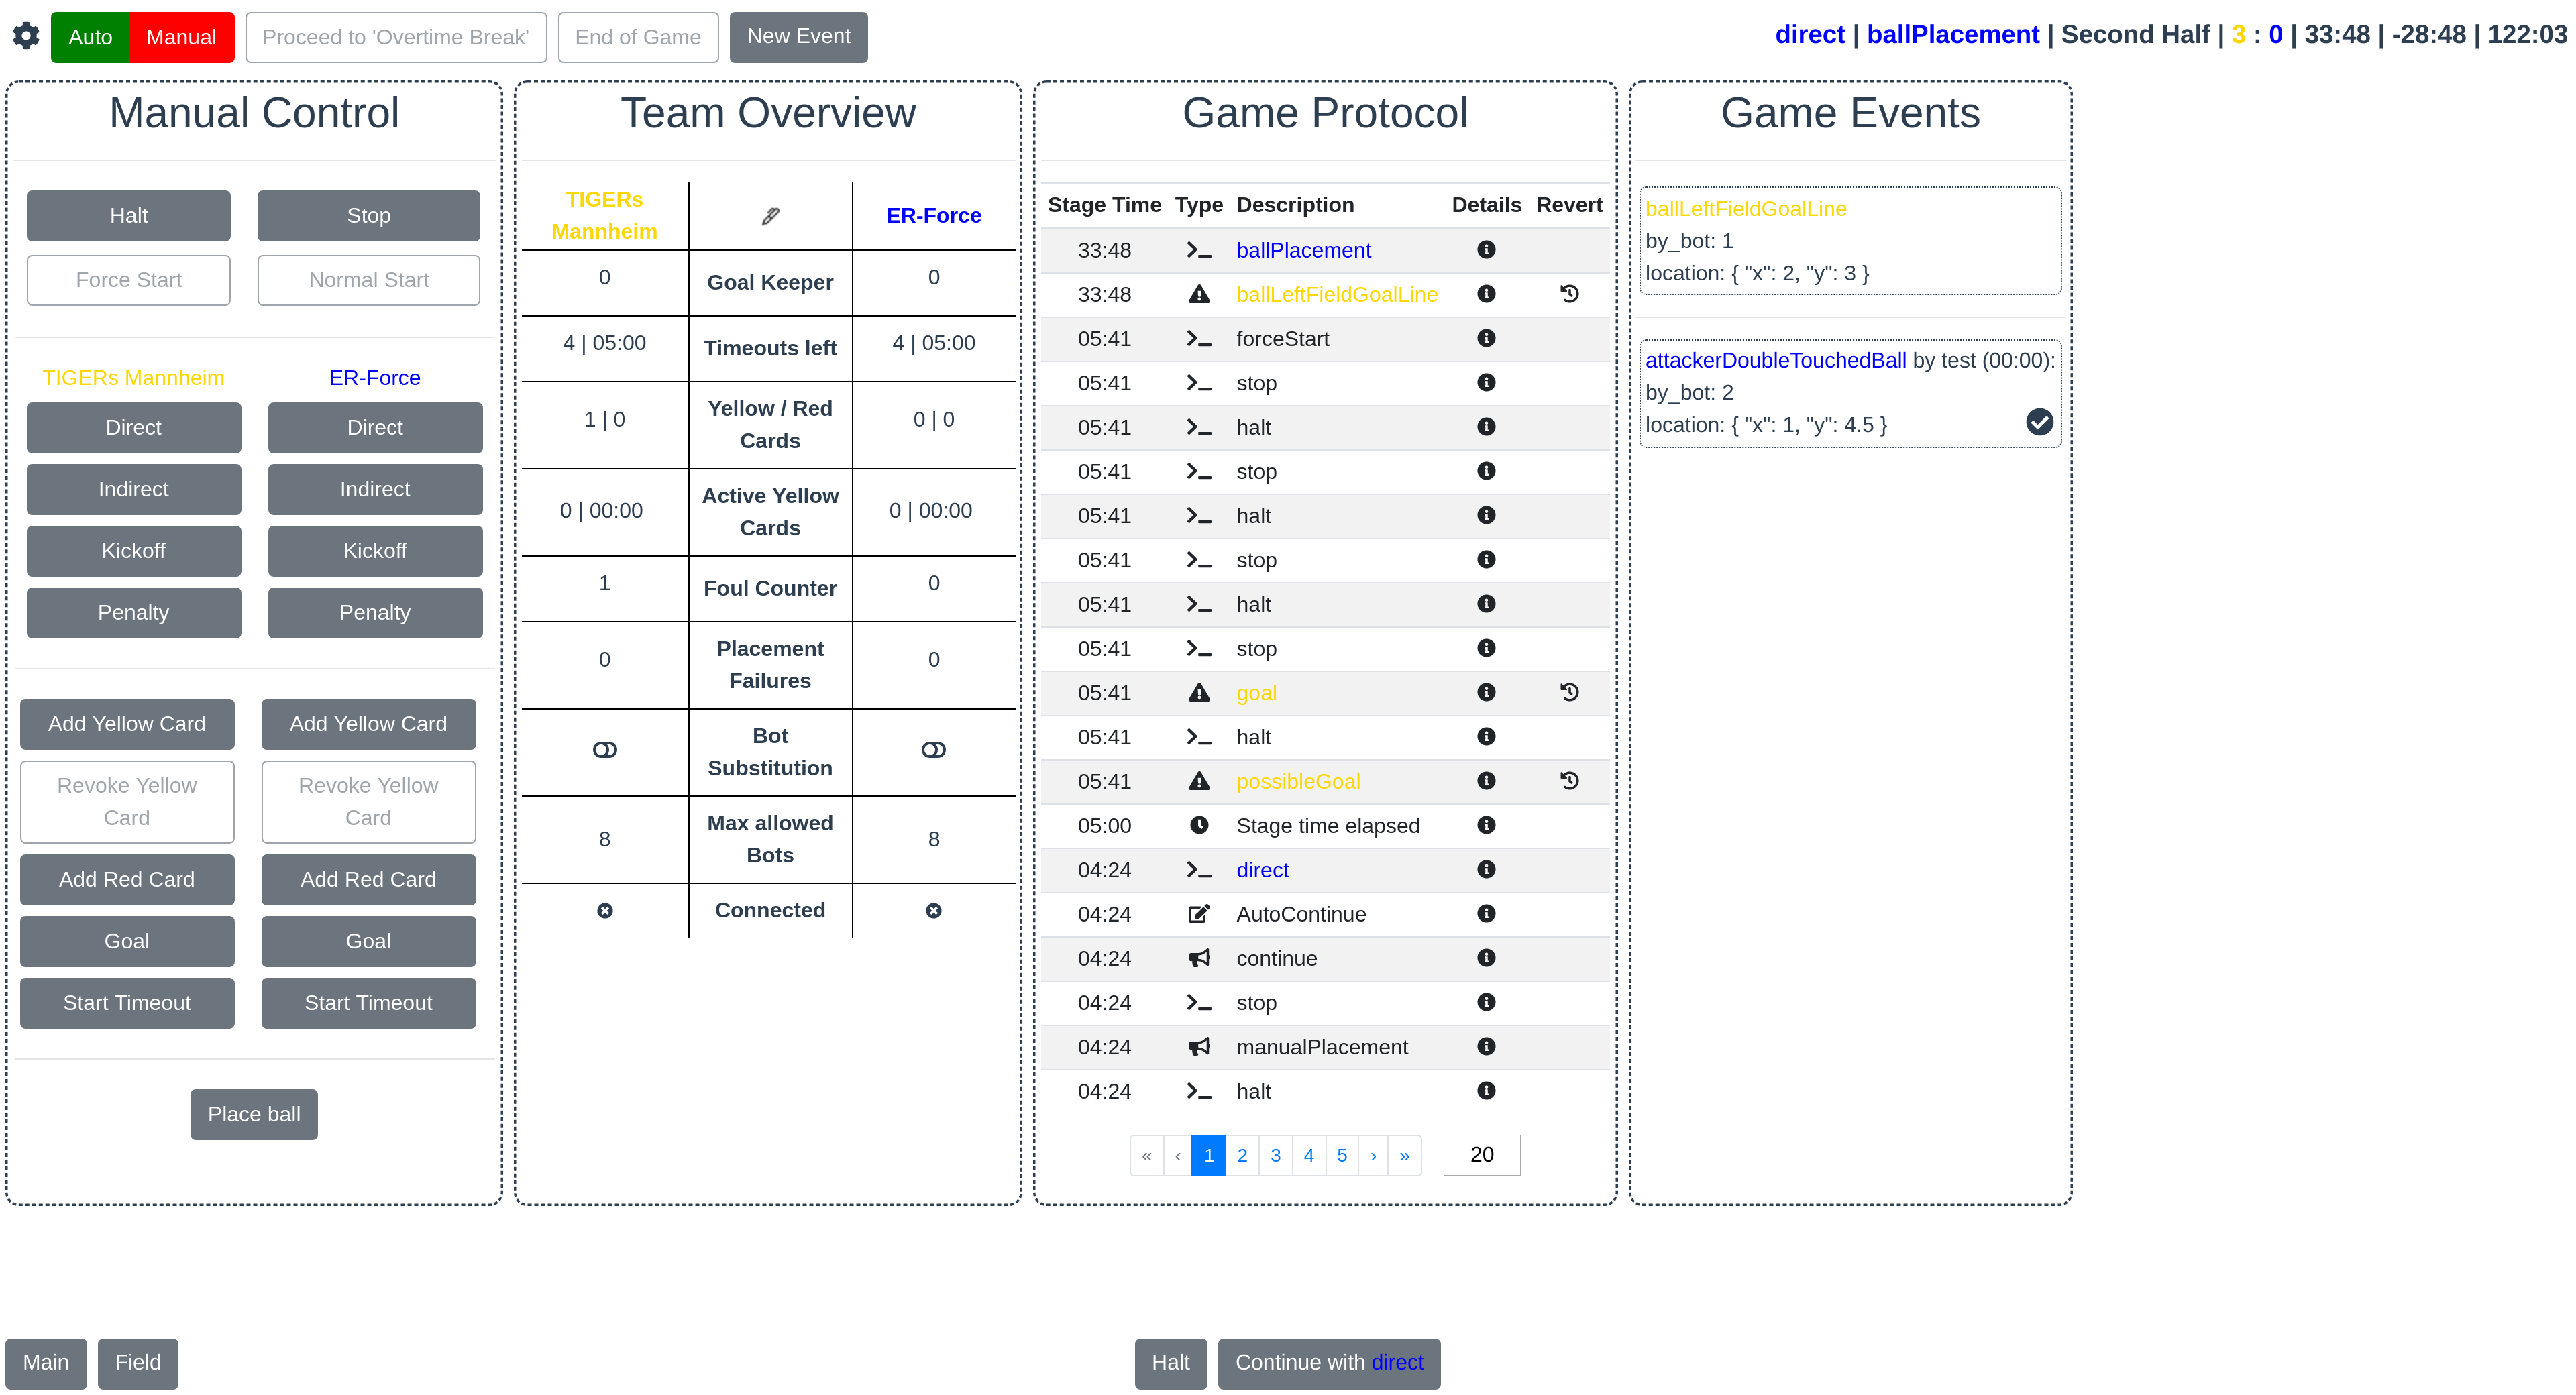 Auto Manual Proceed to 'Overtime Break' End of Game New Event
direct | ballPlacement | Second Half | 3 : 0 | 33:48 | -28:48 | 122:03
Manual Control
Halt Stop
Force Start Normal Start
TIGERs Mannheim ER-Force
Direct Direct
Indirect Indirect
Kickoff Kickoff
Penalty Penalty
Add Yellow Card Add Yellow Card
Revoke Yellow Revoke Yellow
Card Card
Add Red Card Add Red Card
Goal Goal
Start Timeout Start Timeout
Place ball
Team Overview
TIGERs
Mannheim
ER-Force
0 Goal Keeper 0
4 | 05:00 Timeouts left 4 | 05:00
Yellow / Red
1 | 0 0 | 0
Cards
Active Yellow
0 | 00:00 0 | 00:00
Cards
1 Foul Counter 0
Placement
0 0
Failures
Bot
Substitution
Max allowed
8 8
Bots
Connected
Game Protocol
Stage Time Type Description Details Revert
33:48 ballPlacement
33:48 ballLeftFieldGoalLine
05:41 forceStart
05:41 stop
05:41 halt
05:41 stop
05:41 halt
05:41 stop
05:41 halt
05:41 stop
05:41 goal
05:41 halt
05:41 possibleGoal
05:00 Stage time elapsed
04:24 direct
04:24 AutoContinue
04:24 continue
04:24 stop
04:24 manualPlacement
04:24 halt
« ‹ 1 2 3 4 5 › » 20
Game Events
ballLeftFieldGoalLine
by_bot: 1
location: { "x": 2, "y": 3 }
attackerDoubleTouchedBall by test (00:00):
by_bot: 2
location: { "x": 1, "y": 4.5 }
Main Field Halt Continue with direct